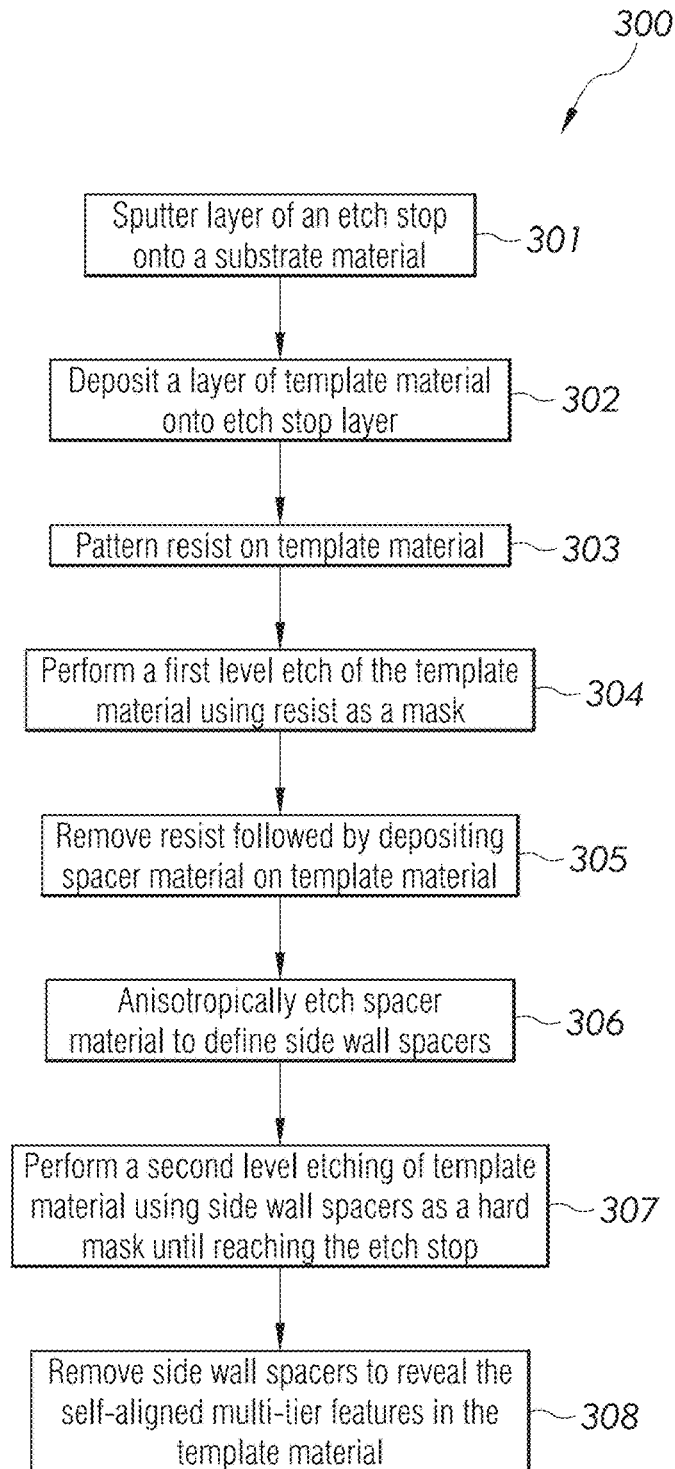 300
Sputter layer of an etch stop
onto a substrate material
301
Deposit a layer of template material
onto etch stop layer
302
Pattern resist on template material
303
Perform a first level etch of the template
material using resist as a mask
304
Remove resist followed by depositing
spacer material on template material
305
Anisotropically etch spacer
material to define side wall spacers
306
Perform a second level etching of template
material using side wall spacers as a hard
mask until reaching the etch stop
307
Remove side wall spacers to reveal the
self-aligned multi-tier features in the
template material
308